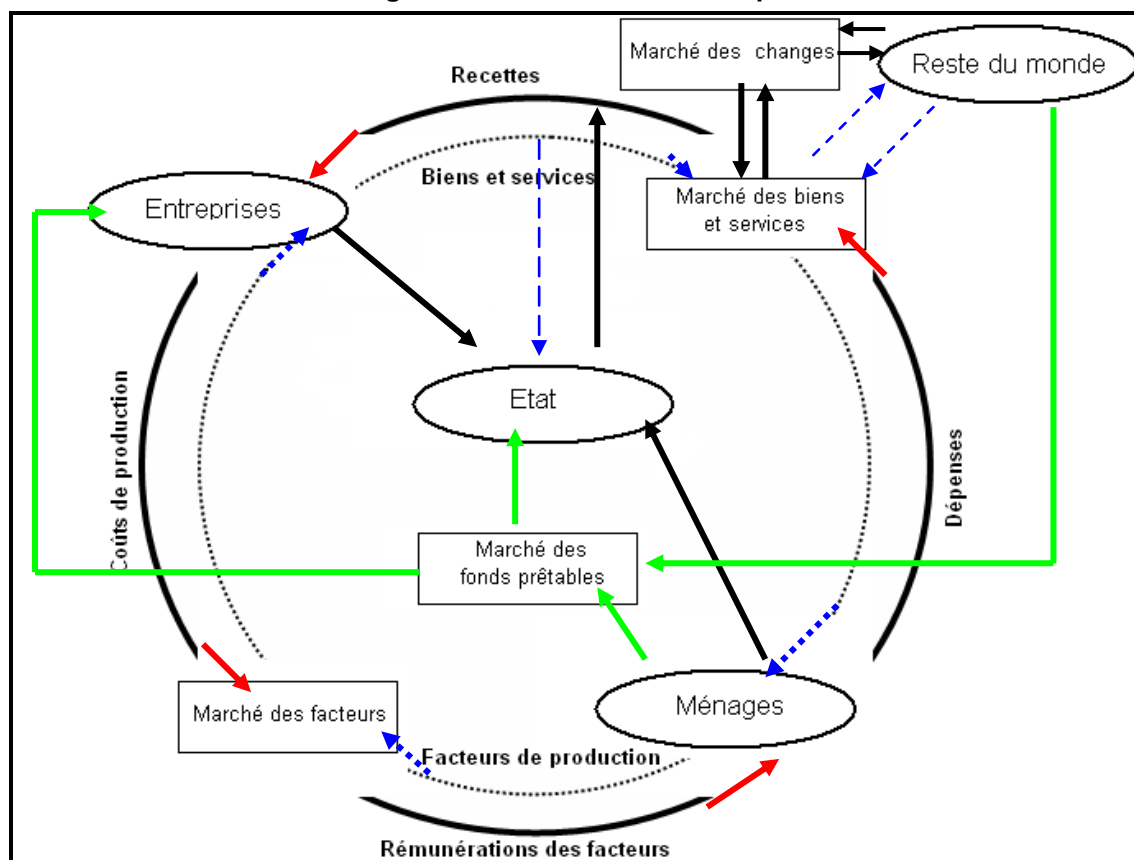 Marché des changes
Reste du monde
Recettes
Biens et services
Entreprises
Marché des biens
et services
Etat
Coûts de production
Dépenses
Marché des
fonds prêtables
Marché des facteurs
Ménages
Facteurs de production
Rémunérations des facteurs